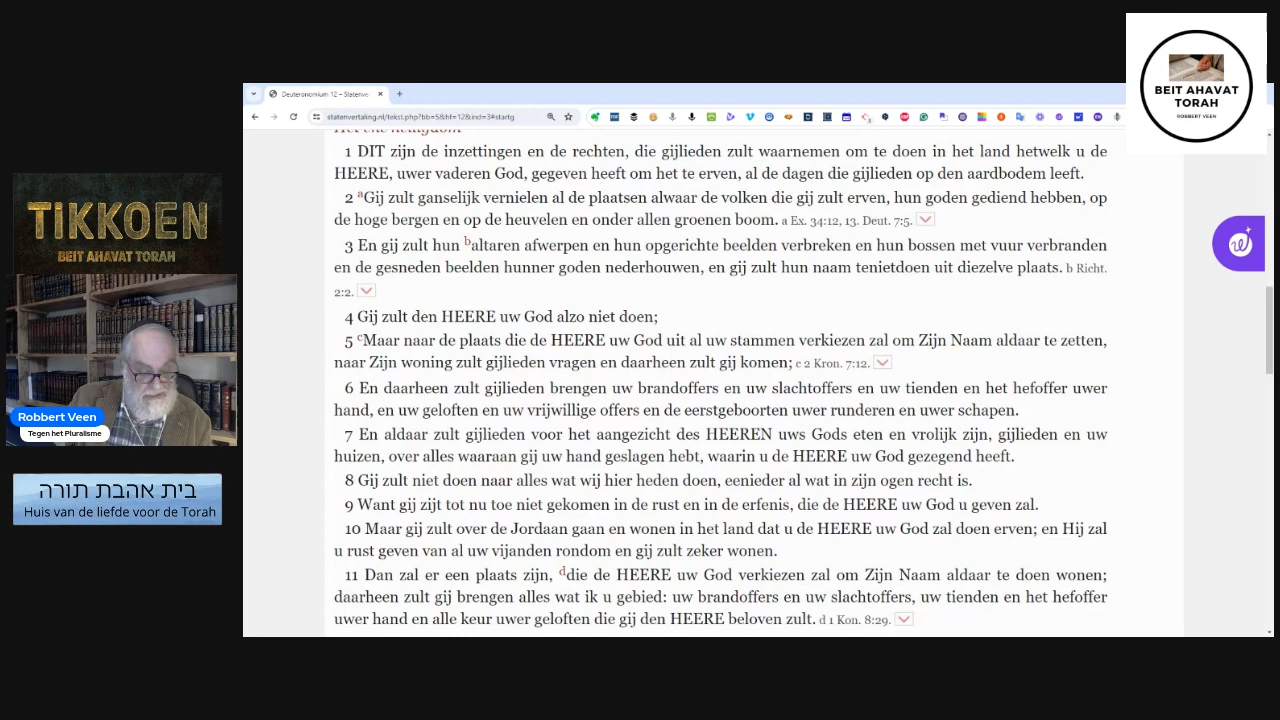 BEIT AHAVAT
TORAH
ROBBERT VEEN
Deuteronomium 12 – Statenve
statenvertaling.nl/tekst.php?bb=5&hf=12&ind=3#startg
Het ene heiligdom
1 DIT zijn de inzettingen en de rechten, die gijlieden zult waarnemen om te doen in het land hetwelk u de
HEERE, uwer vaderen God, gegeven heeft om het te erven, al de dagen die gijlieden op den aardbodem leeft.
2 aGij zult ganselijk vernielen al de plaatsen alwaar de volken die gij zult erven, hun goden gediend hebben, op
de hoge bergen en op de heuvelen en onder allen groenen boom. a Ex. 34:12, 13. Deut. 7:5.
3 En gij zult hun baltaren afwerpen en hun opgerichte beelden verbreken en hun bossen met vuur verbranden
en de gesneden beelden hunner goden nederhouwen, en gij zult hun naam tenietdoen uit diezelve plaats. b Richt.
2:2.
4 Gij zult den HEERE uw God alzo niet doen;
5 cMaar naar de plaats die de HEERE uw God uit al uw stammen verkiezen zal om Zijn Naam aldaar te zetten,
naar Zijn woning zult gijlieden vragen en daarheen zult gij komen; c 2 Kron. 7:12.
6 En daarheen zult gijlieden brengen uw brandoffers en uw slachtoffers en uw tienden en het hefoffer uwer
hand, en uw geloften en uw vrijwillige offers en de eerstgeboorten uwer runderen en uwer schapen.
7 En aldaar zult gijlieden voor het aangezicht des HEEREN uws Gods eten en vrolijk zijn, gijlieden en uw
huizen, over alles waaraan gij uw hand geslagen hebt, waarin u de HEERE uw God gezegend heeft.
8 Gij zult niet doen naar alles wat wij hier heden doen, eenieder al wat in zijn ogen recht is.
9 Want gij zijt tot nu toe niet gekomen in de rust en in de erfenis, die de HEERE uw God u geven zal.
10 Maar gij zult over de Jordaan gaan en wonen in het land dat u de HEERE uw God zal doen erven; en Hij zal
u rust geven van al uw vijanden rondom en gij zult zeker wonen.
11 Dan zal er een plaats zijn, ddie de HEERE uw God verkiezen zal om Zijn Naam aldaar te doen wonen;
daarheen zult gij brengen alles wat ik u gebied: uw brandoffers en uw slachtoffers, uw tienden en het hefoffer
uwer hand en alle keur uwer geloften die gij den HEERE beloven zult. d 1 Kon. 8:29.
TIKKOEN
BEIT AHAVAT TORAH
Robbert Veen
Tegen het Pluralisme
בית אהבת תורה
Huis van de liefde voor de Torah